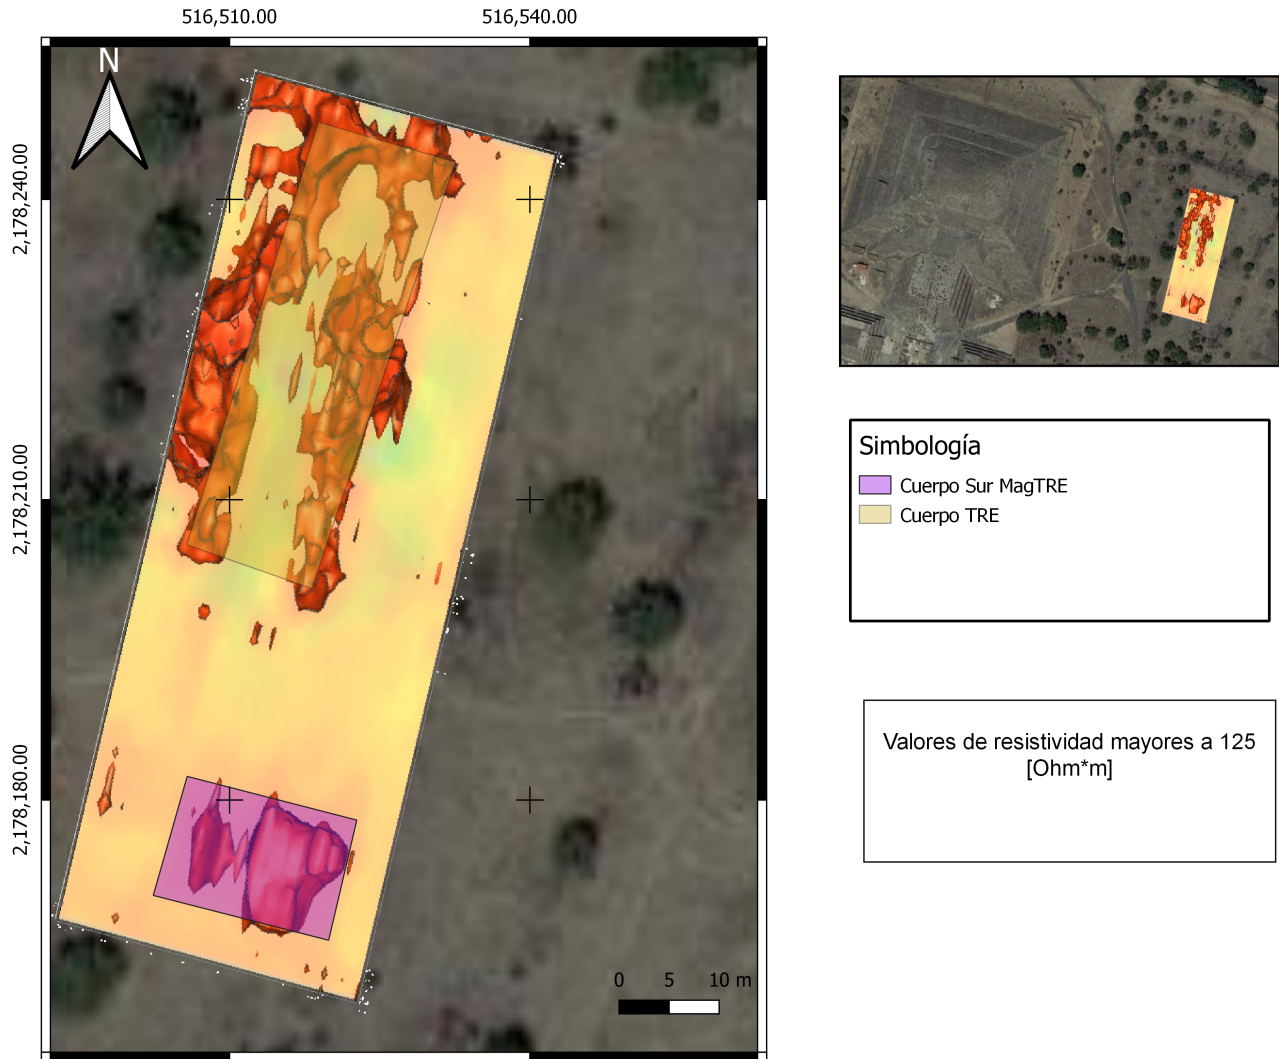 516,510.00
516,540.00
N
2,178,240.00
2,178,210.00
2,178,180.00
0 5 10 m
Simbología
Cuerpo Sur MagTRE
Cuerpo TRE
Valores de resistividad mayores a 125
[Ohm*m]